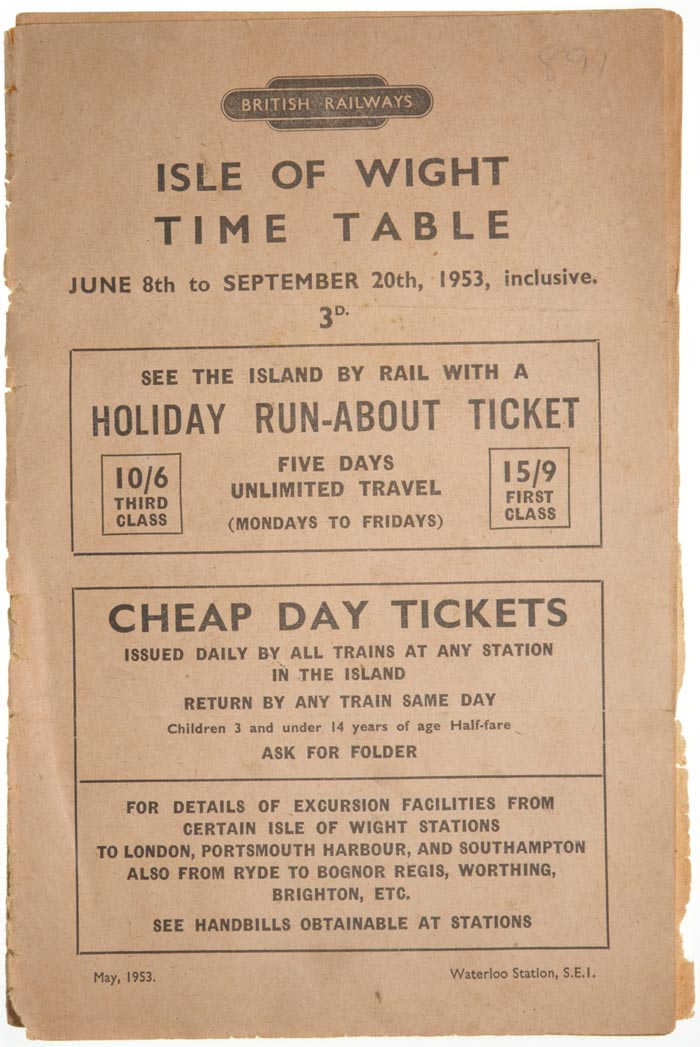 891
BRITISH RAILWAYS
ISLE OF WIGHT
TIME TABLE
JUNE 8th to SEPTEMBER 20th, 1953, inclusive.
3D.
SEE THE ISLAND BY RAIL WITH A
HOLIDAY RUN-ABOUT TICKET
10/6
THIRD
CLASS
FIVE DAYS
UNLIMITED TRAVEL
(MONDAYS TO FRIDAYS)
15/9
FIRST
CLASS
CHEAP DAY TICKETS
ISSUED DAILY BY ALL TRAINS AT ANY STATION
IN THE ISLAND
RETURN BY ANY TRAIN SAME DAY
Children 3 and under 14 years of age Half-fare
ASK FOR FOLDER
FOR DETAILS OF EXCURSION FACILITIES FROM
CERTAIN ISLE OF WIGHT STATIONS
TO LONDON, PORTSMOUTH HARBOUR, AND SOUTHAMPTON
ALSO FROM RYDE TO BOGNOR REGIS, WORTHING,
BRIGHTON, ETC.
SEE HANDBILLS OBTAINABLE AT STATIONS
May, 1953.
Waterloo Station, S.E.1.